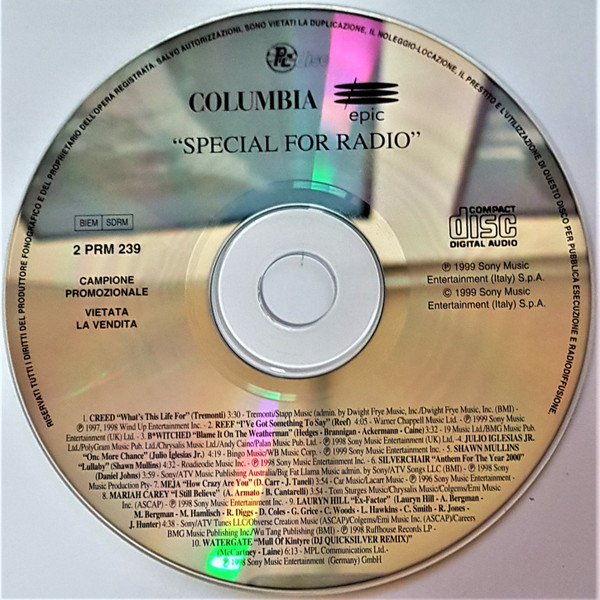 RISERVATI TUTTI I DIRITTI DEL PRODUTTORE FONOGRAFICO E DEL PROPRIETARIO DELL'OPERA REGISTRATA, SALVO AUTORIZZAZIONI, SONO VIETATI LA DUPLICAZIONE, IL NOLEGGIO-LOCAZIONE, IL PRESTITO E L'UTILIZZAZIONE DI QUESTO DISCO PER PUBBLICA ESECUZIONE E RADIODIFFUSIONE.
COLUMBIA epic
"SPECIAL FOR RADIO"
BIEM SDRM
2 PRM 239
CAMPIONE
PROMOZIONALE
VIETATA
LA VENDITA
COMPACT
disc
DIGITAL AUDIO
℗ 1999 Sony Music
Entertainment (Italy) S.p.A.
© 1999 Sony Music
Entertainment (Italy) S.p.A.
1. CREED "What's This Life For" (Tremonti) 3:30 - Tremonti/Stapp Music (admin. by Dwight Frye Music, Inc./Dwight Frye Music, Inc. (BMI) -
℗ 1997, 1998 Wind Up Entertainment Inc. - 2. REEF "I've Got Something To Say" (Reef) 4:05 - Warner Chappell Music Ltd. - ℗ 1999 Sony Music
Entertainment (UK) Ltd. - 3. B*WITCHED "Blame It On The Weatherman" (Hedges - Brannigan - Ackermann - Caine) 3:32 - 19 Music Ltd/BMG Music Pub.
Ltd./PolyGram Music Pub. Ltd/Chrysalis Music Ltd/Andy Caine/Palan Music Pub. Ltd. - ℗ 1998 Sony Music Entertainment (UK) Ltd. - 4. JULIO IGLESIAS JR.
"One More Chance" (Julio Iglesias Jr.) 4:19 - Bingo Music/WB Music Corp. - ℗ 1999 Sony Music Entertainment Inc. - 5. SHAWN MULLINS
"Lullaby" (Shawn Mullins) 4:32 - Roadieodie Music Inc. - ℗ 1998 Sony Music Entertainment Inc. - 6. SILVERCHAIR "Anthem For The Year 2000"
(Daniel Johns) 3:59 - Sony/ATV Music Publishing Australia/Big Fat Llama Music admin. by Sony/ATV Songs LLC (BMI) - ℗ 1998 Sony
Music Production Pty - 7. MEJA "How Crazy Are You" (D. Carr - J. Taneli) 3:54 - Car Music/Lacarr Music - ℗ 1996 Sony Music Entertainment Inc. -
8. MARIAH CAREY "I Still Believe" (A. Armato - B. Cantarelli) 3:54 - Tom Sturges Music/Chrysalis Music/Colgems/Emi Music
Inc. (ASCAP) - ℗ 1998 Sony Music Entertainment Inc. - 9. LAURYN HILL "Ex-Factor" (Lauryn Hill - A. Bergman -
M. Bergman - M. Hamlisch - R. Diggs - D. Coles - G. Grice - C. Woods - L. Hawkins - C. Smith - R. Jones -
J. Hunter) 4:38 - Sony/ATV Tunes LLC/Obverse Creation Music (ASCAP)/Colgems/Emi Music Inc. (ASCAP)/Careers
BMG Music Publishing Inc/Wu Tang Publishing (BMI) - ℗ 1998 Ruffhouse Records LP -
10. WATERGATE "Mull Of Kintyre (DJ QUICKSILVER REMIX)"
(McCartney - Laine) 6:13 - MPL Communications Ltd.-
℗ 1998 Sony Music Entertainment (Germany) GmbH